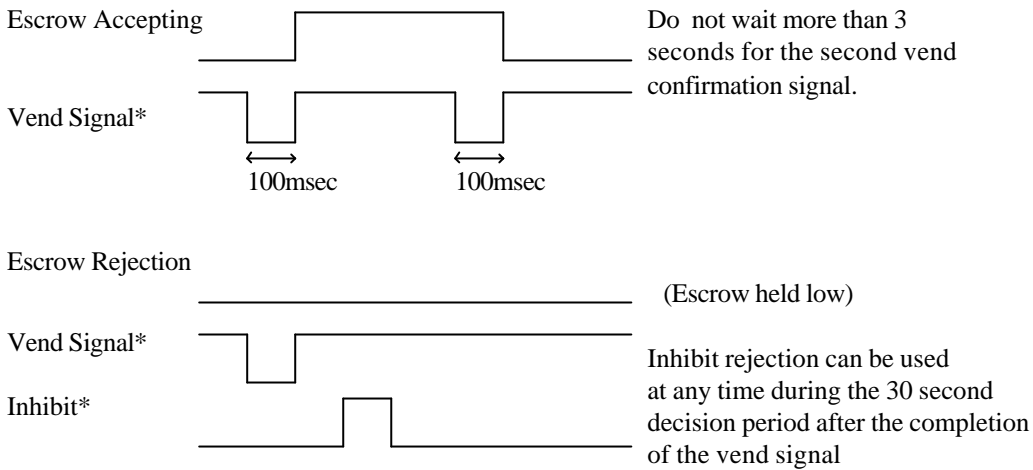 Escrow Accepting
Do not wait more than 3
seconds for the second vend
confirmation signal.
Vend Signal*
100msec
100msec
Escrow Rejection
(Escrow held low)
Vend Signal*
Inhibit*
Inhibit rejection can be used
at any time during the 30 second
decision period after the completion
of the vend signal